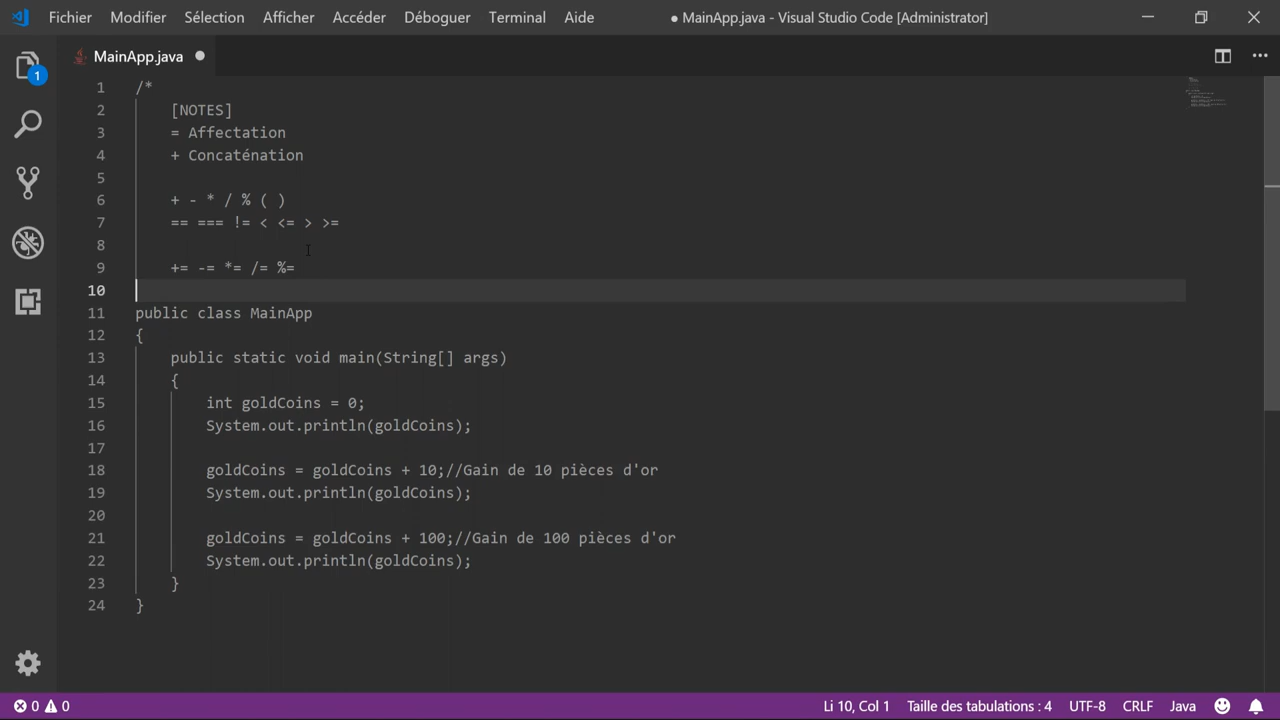 Fichier Modifier Sélection Afficher Accéder Déboguer Terminal Aide ● MainApp.java - Visual Studio Code [Administrator]
MainApp.java ●
1
1 /*
2 [NOTES]
3 = Affectation
4 + Concaténation
5
6 + - * / % ( )
7 == === != < <= > >=
8
9 += -= *= /= %=
10
11 public class MainApp
12 {
13 public static void main(String[] args)
14 {
15 int goldCoins = 0;
16 System.out.println(goldCoins);
17
18 goldCoins = goldCoins + 10;//Gain de 10 pièces d'or
19 System.out.println(goldCoins);
20
21 goldCoins = goldCoins + 100;//Gain de 100 pièces d'or
22 System.out.println(goldCoins);
23 }
24 }
0 0 Li 10, Col 1 Taille des tabulations : 4 UTF-8 CRLF Java